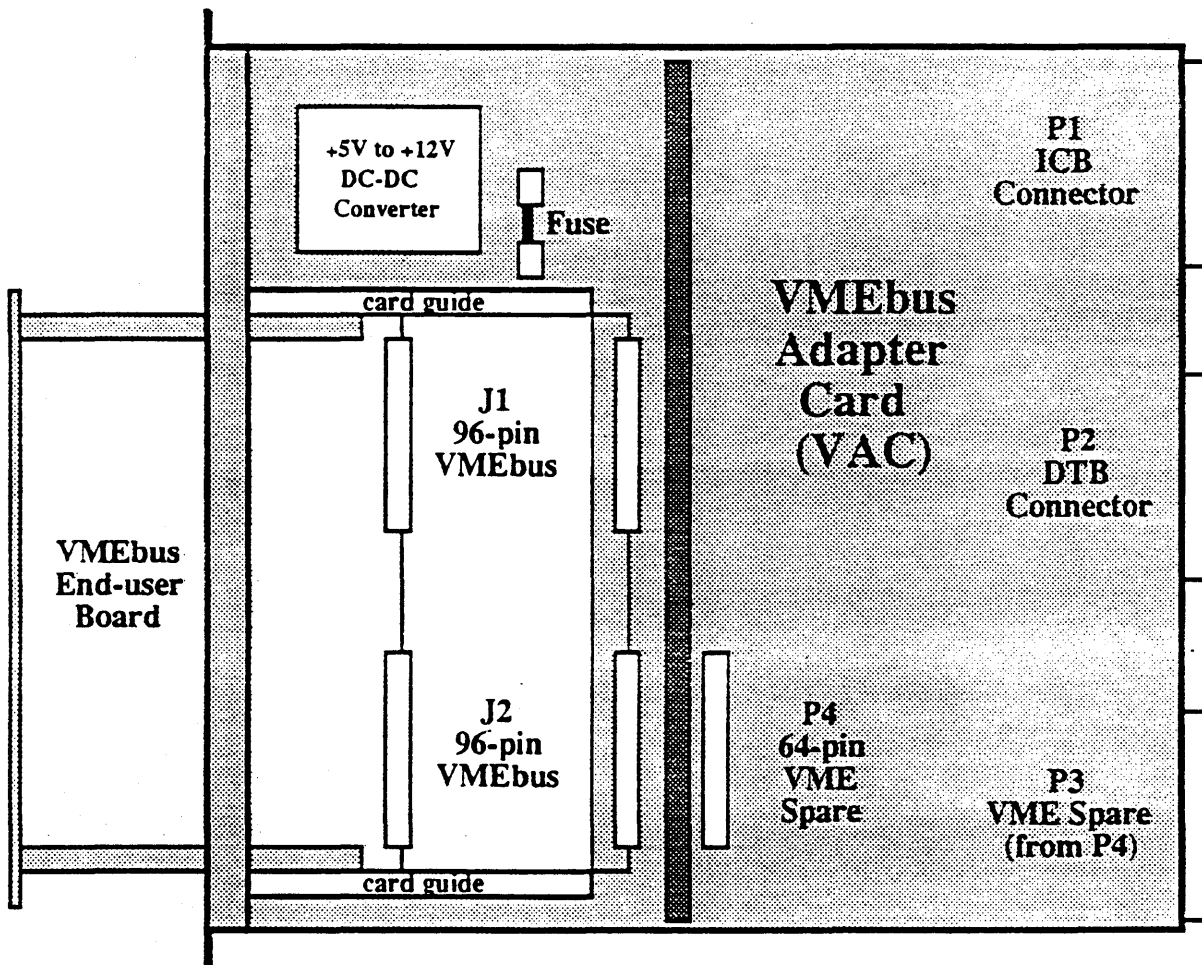 +5V to +12V
DC-DC
Converter
Fuse
P1
ICB
Connector
card guide
VMEbus
Adapter
Card
(VAC)
J1
96-pin
VMEbus
P2
DTB
Connector
VMEbus
End-user
Board
J2
96-pin
VMEbus
P4
64-pin
VME
Spare
P3
VME Spare
(from P4)
card guide